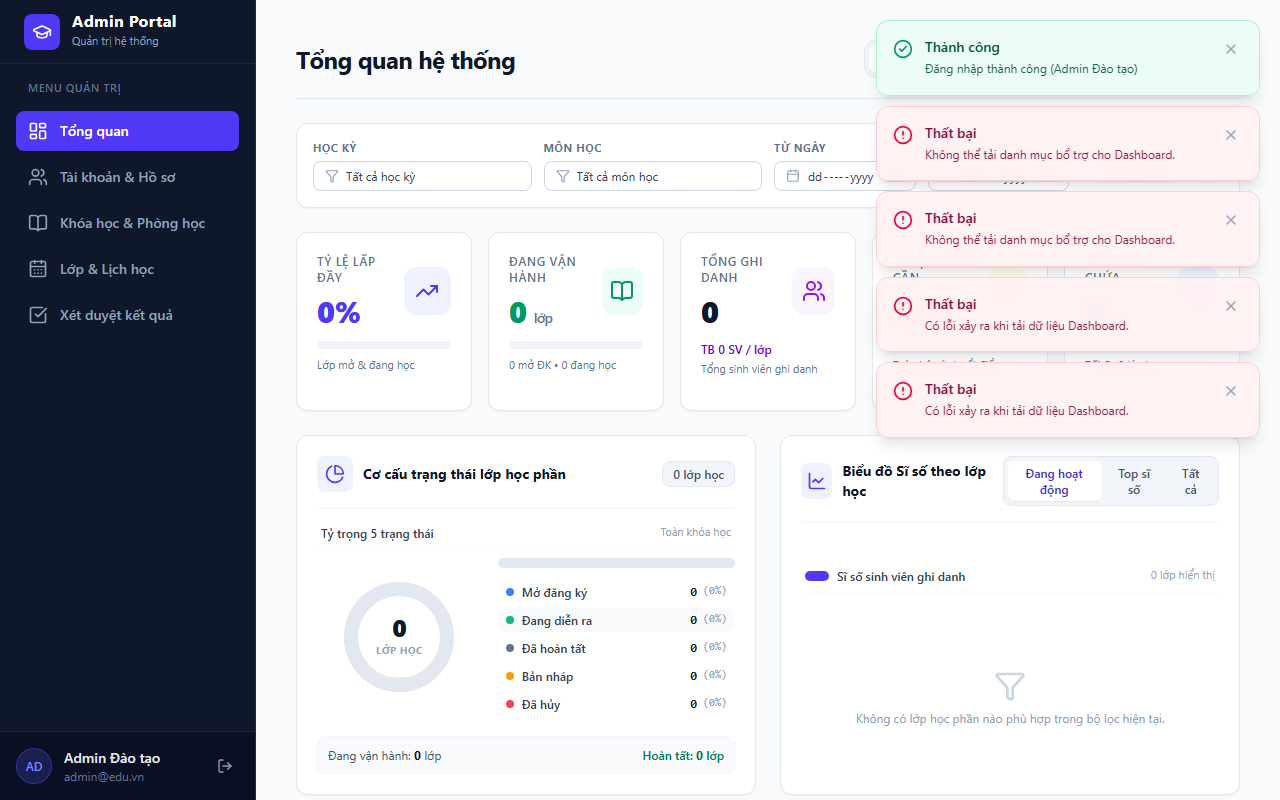 Admin Portal
Quản trị hệ thống
MENU QUẢN TRỊ
Tổng quan
Tài khoản & Hồ sơ
Khóa học & Phòng học
Lớp & Lịch học
Xét duyệt kết quả
AD
Admin Đào tạo
admin@edu.vn
Tổng quan hệ thống
HỌC KỲ
Tất cả học kỳ
MÔN HỌC
Tất cả môn học
TỪ NGÀY
dd-----yyyy
Thành công
Đăng nhập thành công (Admin Đào tạo)
Thất bại
Không thể tải danh mục bổ trợ cho Dashboard.
Thất bại
Không thể tải danh mục bổ trợ cho Dashboard.
Thất bại
Có lỗi xảy ra khi tải dữ liệu Dashboard.
Thất bại
Có lỗi xảy ra khi tải dữ liệu Dashboard.
TỶ LỆ LẤP
ĐẦY
0%
Lớp mở & đang học
ĐANG VẬN
HÀNH
0 lớp
0 mở ĐK • 0 đang học
TỔNG GHI
DANH
0
TB 0 SV / lớp
Tổng sinh viên ghi danh
Cơ cấu trạng thái lớp học phần
0 lớp học
Tỷ trọng 5 trạng thái
Toàn khóa học
0
LỚP HỌC
Mở đăng ký 0 (0%)
Đang diễn ra 0 (0%)
Đã hoàn tất 0 (0%)
Bản nháp 0 (0%)
Đã hủy 0 (0%)
Đang vận hành: 0 lớp
Hoàn tất: 0 lớp
Biểu đồ Sĩ số theo lớp
học
Đang hoạt
động
Top sĩ
số
Tất
cả
Sĩ số sinh viên ghi danh
0 lớp hiển thị
Không có lớp học phần nào phù hợp trong bộ lọc hiện tại.